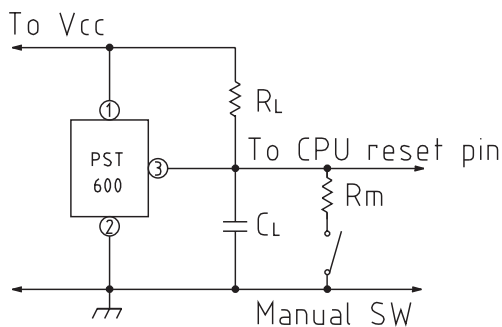 To Vcc
1
RL
PST
600
3
To CPU reset pin
Rm
2
CL
Manual SW